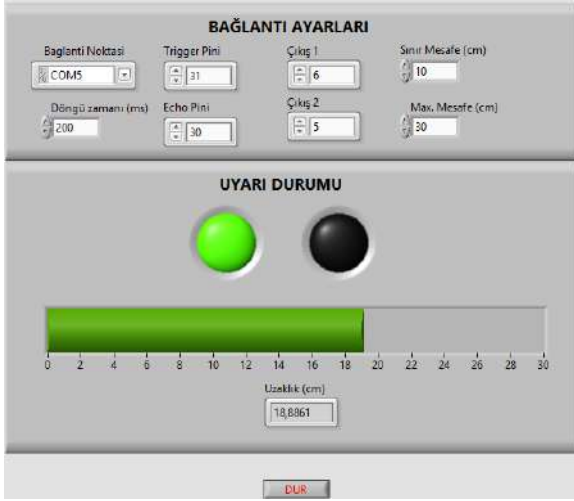 BAĞLANTI AYARLARI
Baglanti Noktasi Trigger Pini Çıkış 1 Sınır Mesafe (cm)
COM5 31 6 10
Döngü zamanı (ms) Echo Pini Çıkış 2 Max. Mesafe (cm)
200 30 5 30
UYARI DURUMU
0 2 4 6 8 10 12 14 16 18 20 22 24 26 28 30
Uzaklık (cm)
18,8861
DUR